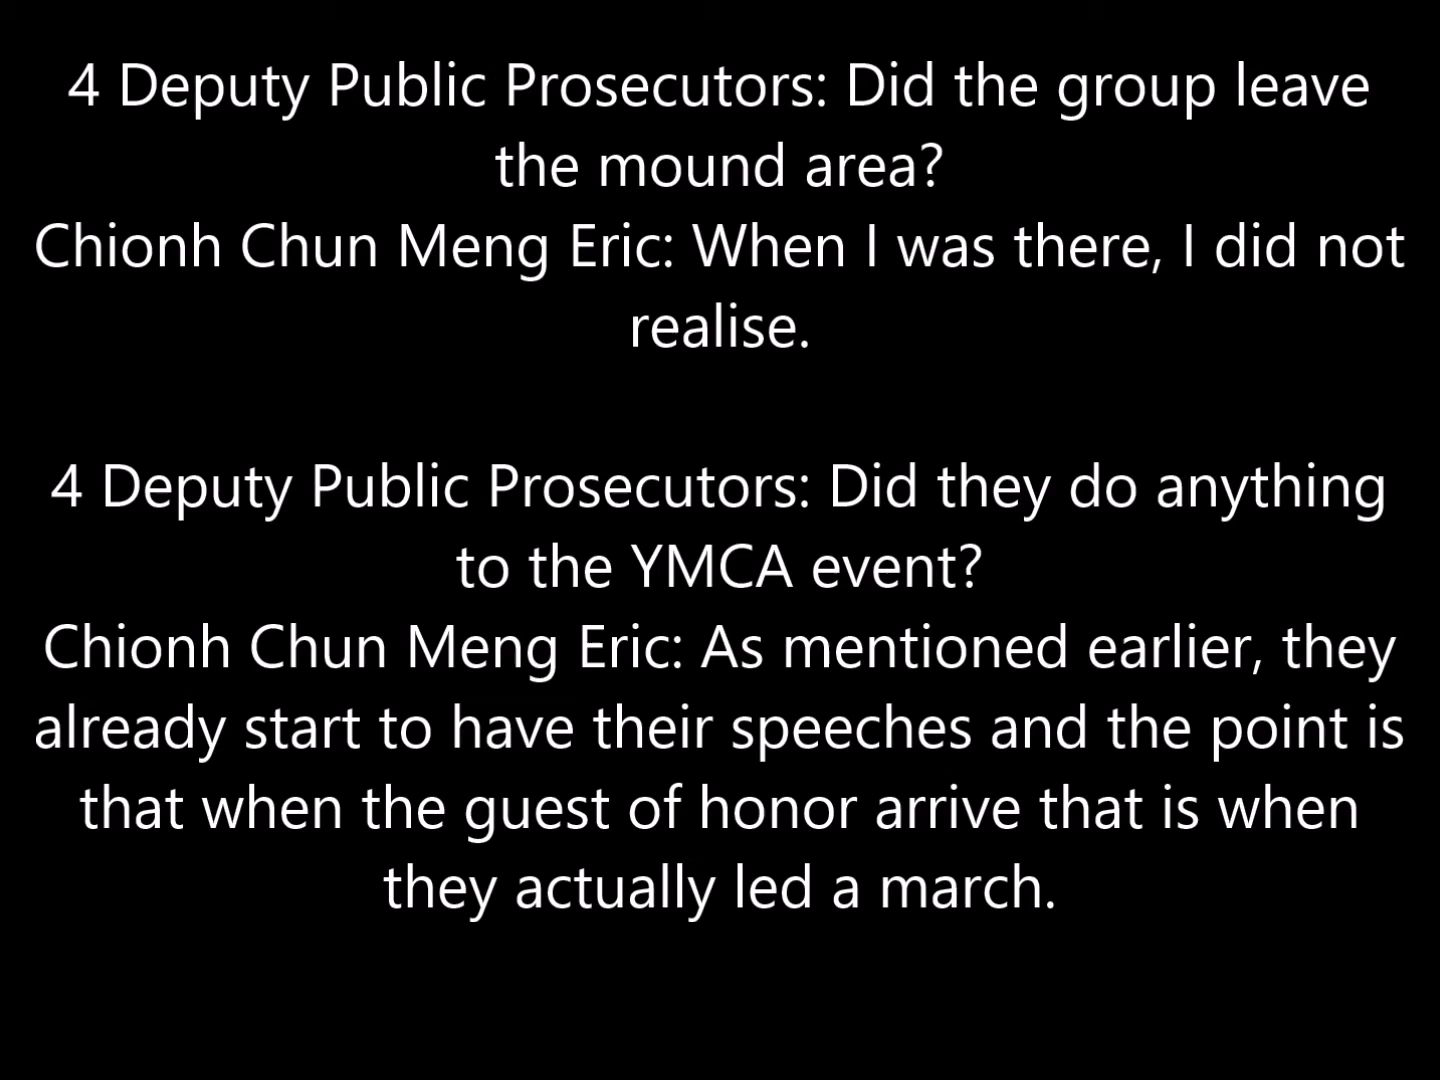 4 Deputy Public Prosecutors: Did the group leave
the mound area?
Chionh Chun Meng Eric: When I was there, I did not
realise.
4 Deputy Public Prosecutors: Did they do anything
to the YMCA event?
Chionh Chun Meng Eric: As mentioned earlier, they
already start to have their speeches and the point is
that when the guest of honor arrive that is when
they actually led a march.